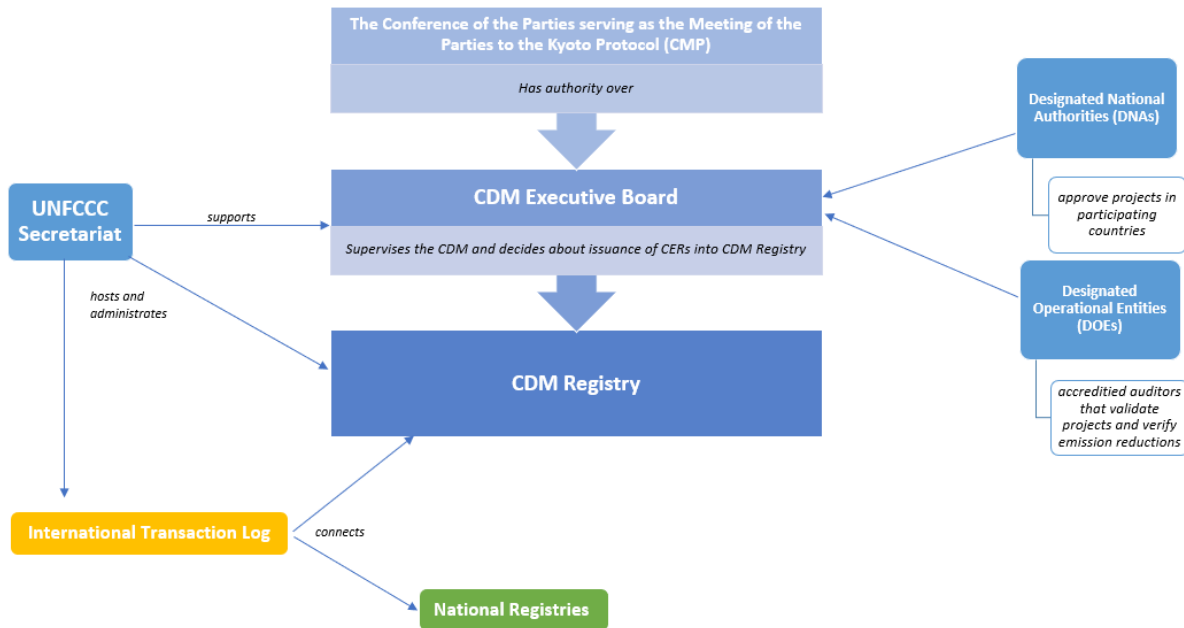 The Conference of the Parties serving as the Meeting of the
Parties to the Kyoto Protocol (CMP)
Has authority over
Designated National
Authorities (DNAs)
approve projects in
participating
countries
CDM Executive Board
Supervises the CDM and decides about issuance of CERs into CDM Registry
UNFCCC
Secretariat
supports
hosts and
administrates
Designated
Operational Entities
(DOEs)
accreditied auditors
that validate
projects and verify
emission reductions
CDM Registry
International Transaction Log
connects
National Registries